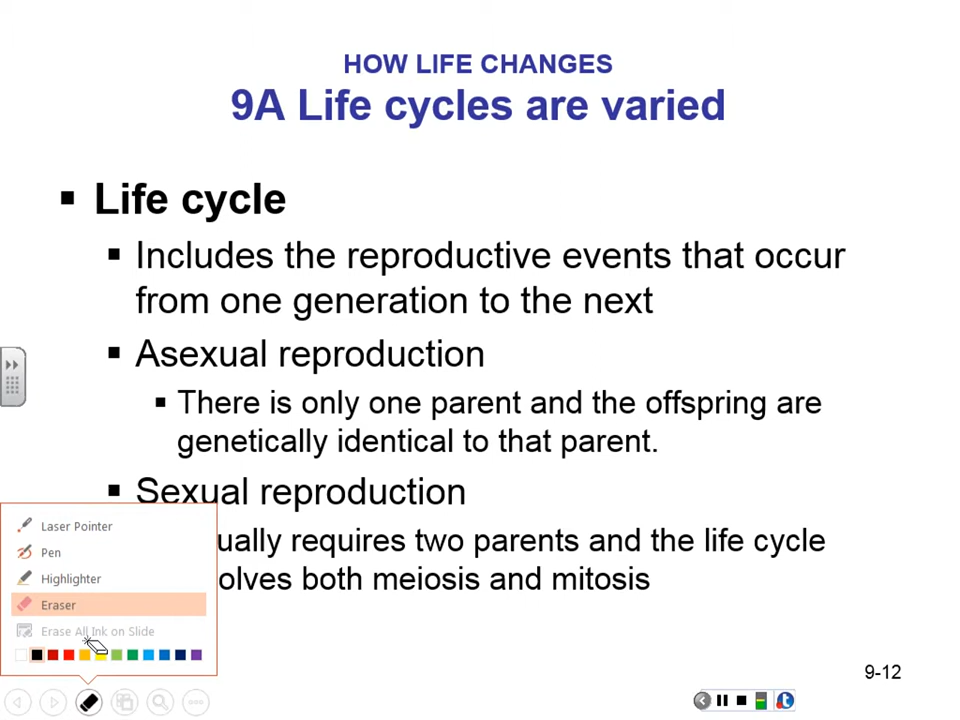 HOW LIFE CHANGES
9A Life cycles are varied
Life cycle
Includes the reproductive events that occur
from one generation to the next
Asexual reproduction
There is only one parent and the offspring are
genetically identical to that parent.
Sexual reproduction
ually requires two parents and the life cycle
olves both meiosis and mitosis
Laser Pointer
Pen
Highlighter
Eraser
Erase All Ink on Slide
9-12